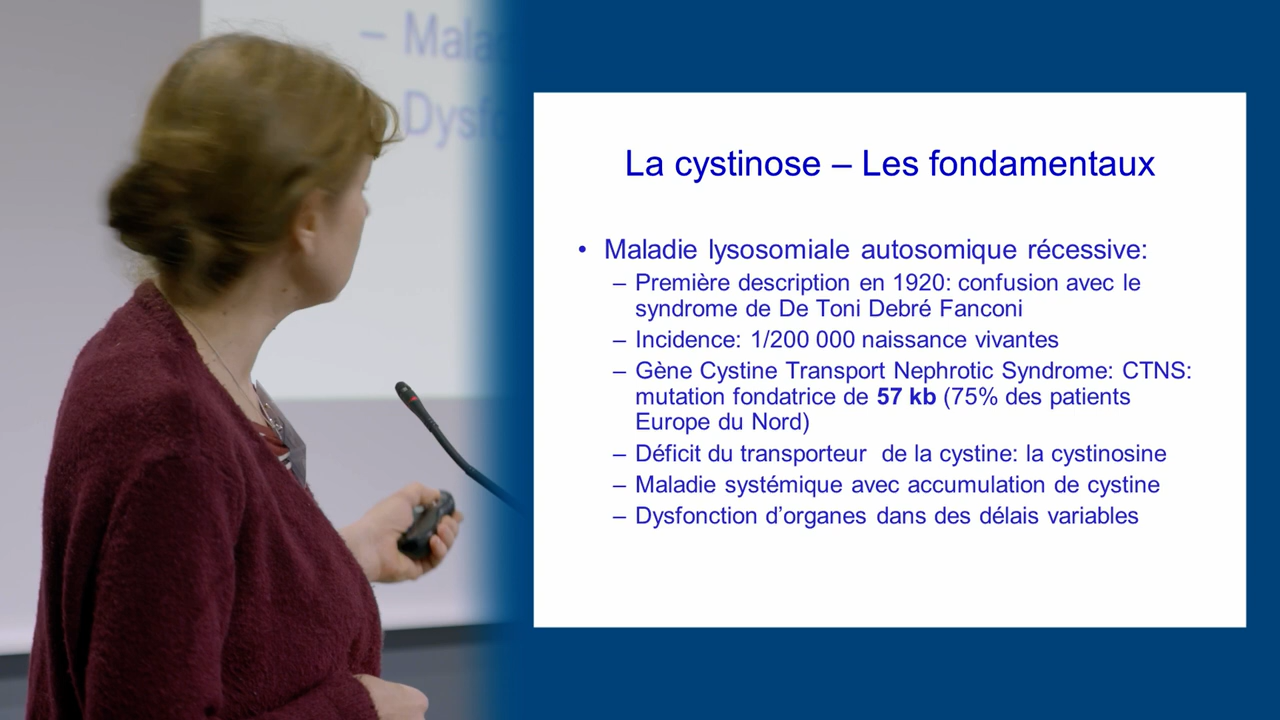 – Mala
Dysfo
La cystinose – Les fondamentaux
• Maladie lysosomiale autosomique récessive:
– Première description en 1920: confusion avec le
syndrome de De Toni Debré Fanconi
– Incidence: 1/200 000 naissance vivantes
– Gène Cystine Transport Nephrotic Syndrome: CTNS:
mutation fondatrice de 57 kb (75% des patients
Europe du Nord)
– Déficit du transporteur  de la cystine: la cystinosine
– Maladie systémique avec accumulation de cystine
– Dysfonction d’organes dans des délais variables